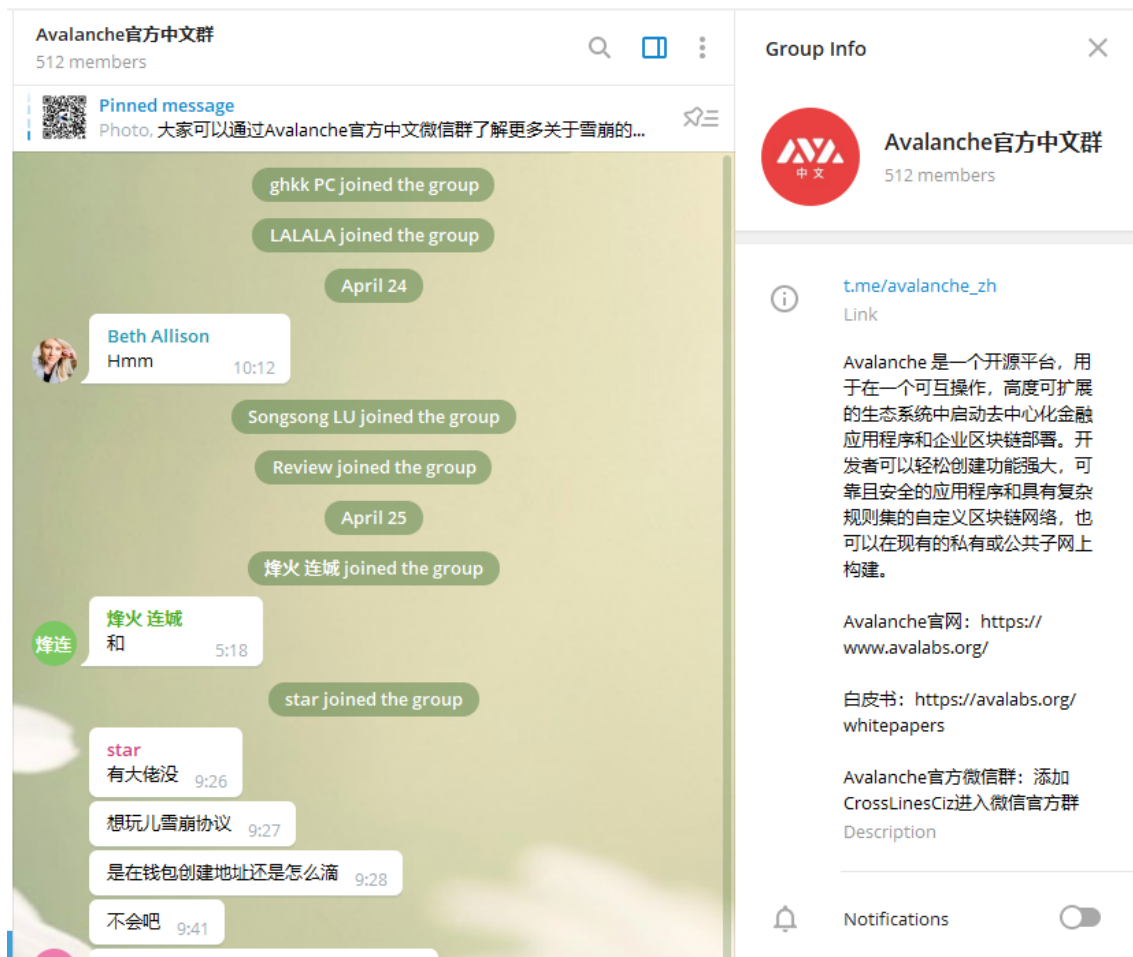 Avalanche官方中文群
512 members
Pinned message
Photo, 大家可以通过Avalanche官方中文微信群了解更多关于雪崩的...
ghkk PC joined the group
LALALA joined the group
April 24
Beth Allison
Hmm
10:12
Songsong LU joined the group
Review joined the group
April 25
烽火 连城 joined the group
烽火 连城
烽连
和
5:18
star joined the group
star
有大佬没 9:26
想玩儿雪崩协议 9:27
是在钱包创建地址还是怎么滴 9:28
不会吧 9:41
Group Info
AVA
中文
Avalanche官方中文群
512 members
t.me/avalanche_zh
Link
Avalanche 是一个开源平台，用
于在一个可互操作，高度可扩展
的生态系统中启动去中心化金融
应用程序和企业区块链部署。开
发者可以轻松创建功能强大，可
靠且安全的应用程序和具有复杂
规则集的自定义区块链网络，也
可以在现有的私有或公共子网上
构建。
Avalanche官网：https://
www.avalabs.org/
白皮书：https://avalabs.org/
whitepapers
Avalanche官方微信群：添加
CrossLinesCiz进入微信官方群
Description
Notifications